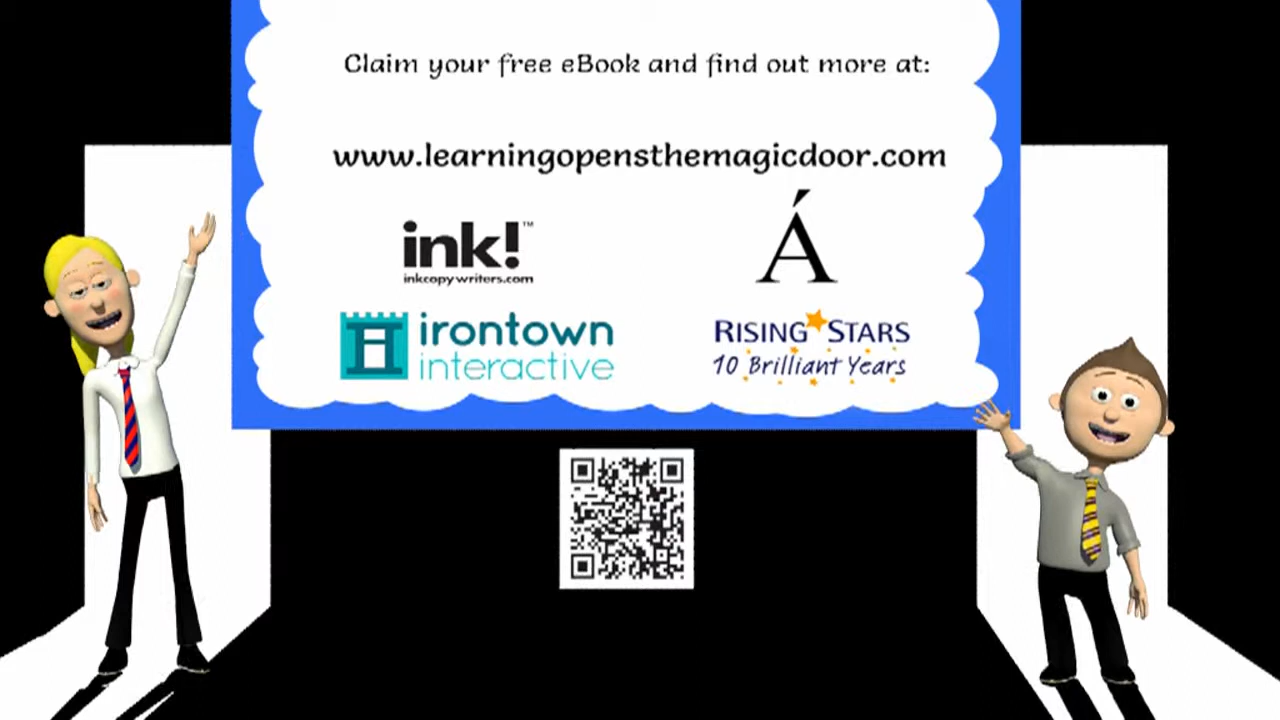 Claim your free eBook and find out more at:
www.learningopensthemagicdoor.com
ink!™
inkcopywriters.com
Á
irontown
interactive
RISING STARS
10 Brilliant Years